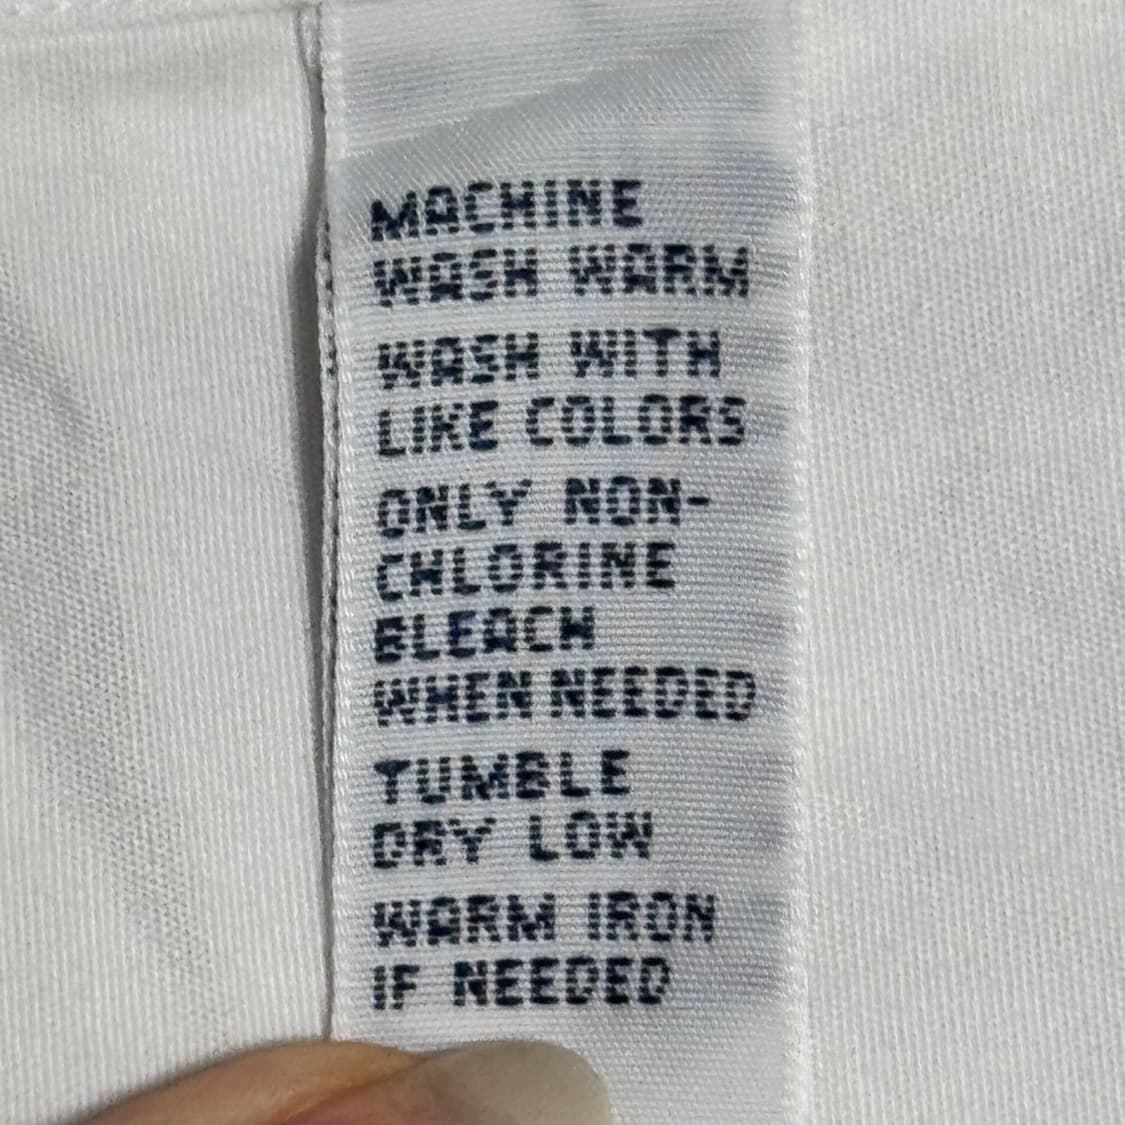 MACHINE
WASH WARM
WASH WITH
LIKE COLORS
ONLY NON-
CHLORINE
BLEACH
WHEN NEEDED
TUMBLE
DRY LOW
WARM IRON
IF NEEDED